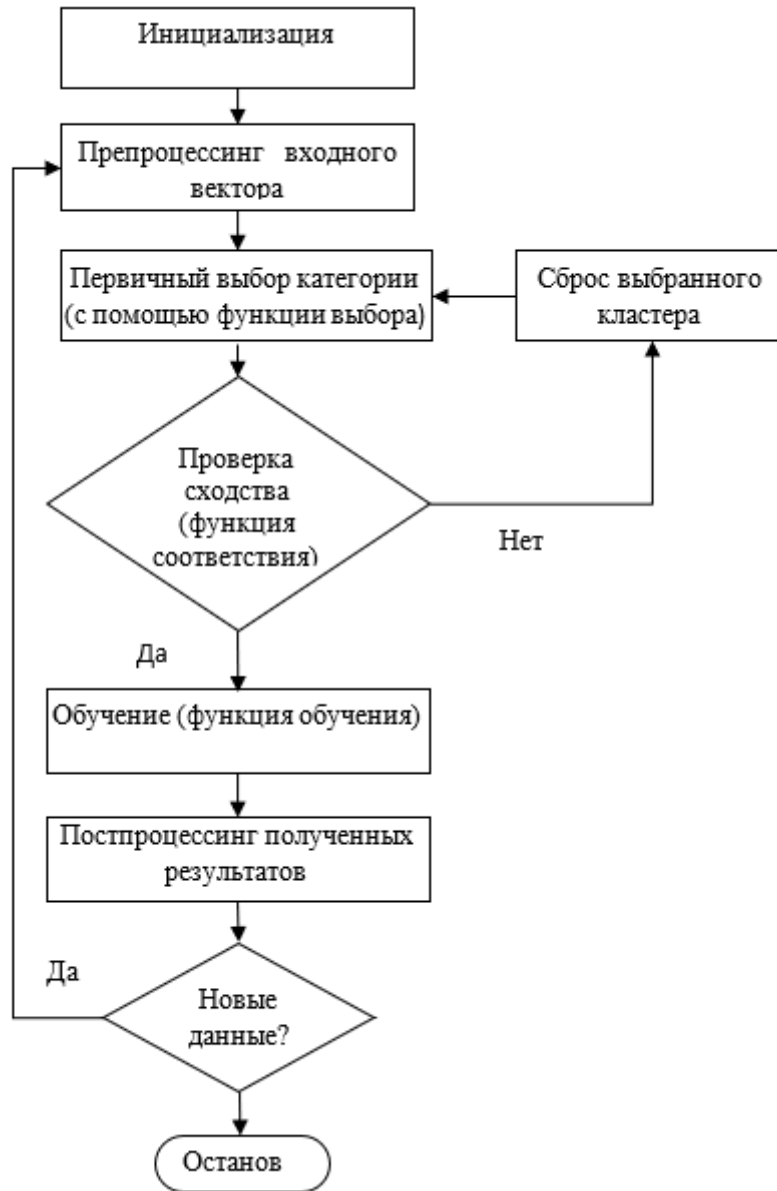 Инициализация
Препроцессинг входного
вектора
Первичный выбор категории
(с помощью функции выбора)
Сброс выбранного
кластера
Проверка
сходства
(функция
соответствия)
Нет
Да
Обучение (функция обучения)
Постпроцессинг полученных
результатов
Да
Новые
данные?
Останов